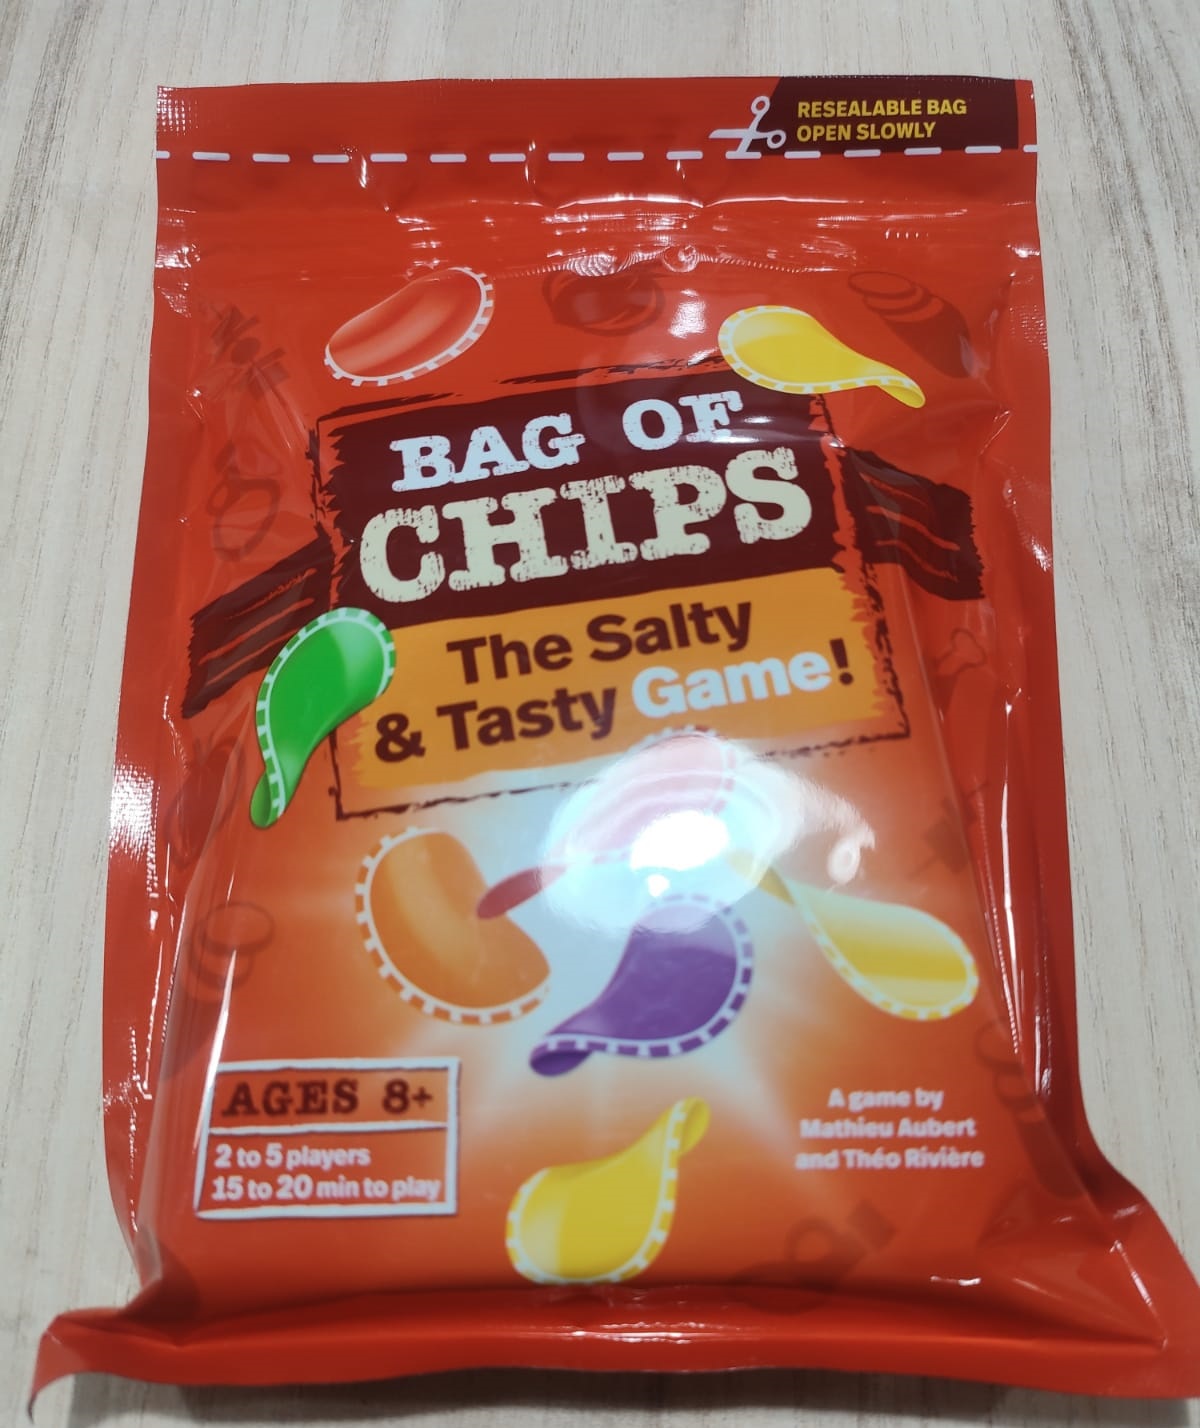 RESEALABLE BAG
OPEN SLOWLY
BAG OF
CHIPS
The Salty
& Tasty Game!
AGES 8+
2 to 5 players
15 to 20 min to play
A game by
Mathieu Aubert
and Théo Rivière